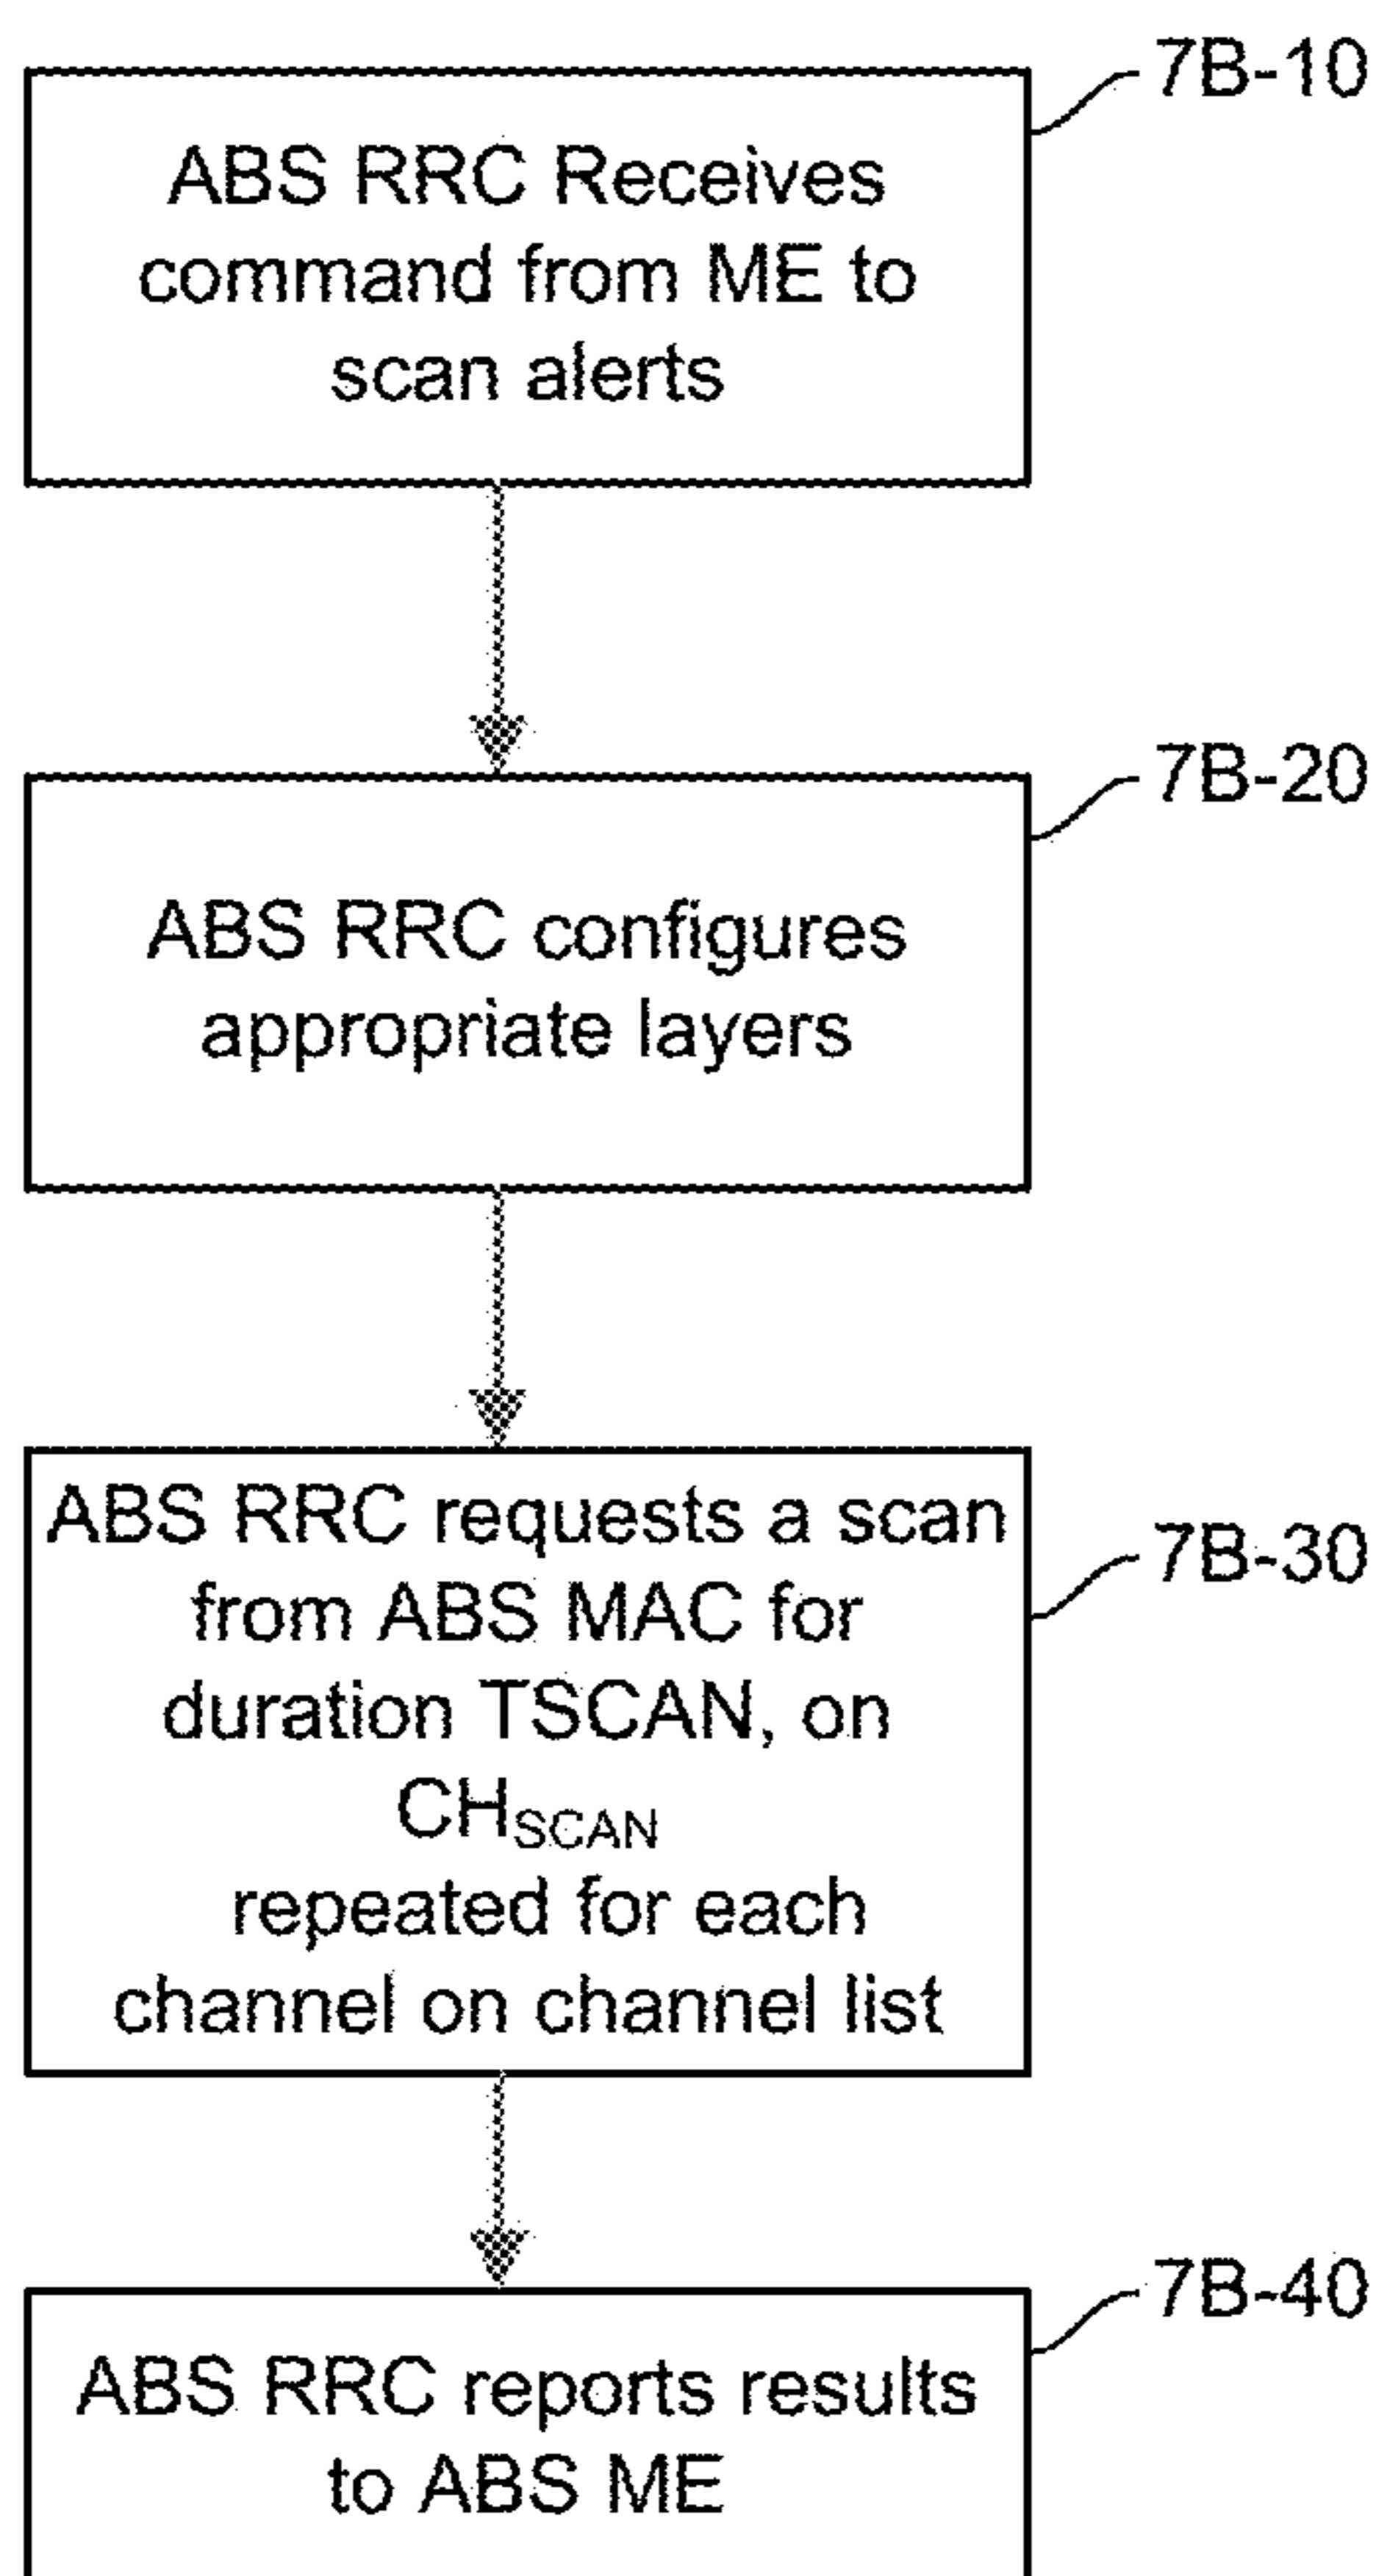 7B-10
ABS RRC Receives
command from ME to
scan alerts
7B-20
ABS RRC configures
appropriate layers
7B-30
ABS RRC requests a scan
from ABS MAC for
duration TSCAN, on
CHSCAN
repeated for each
channel on channel list
7B-40
ABS RRC reports results
to ABS ME